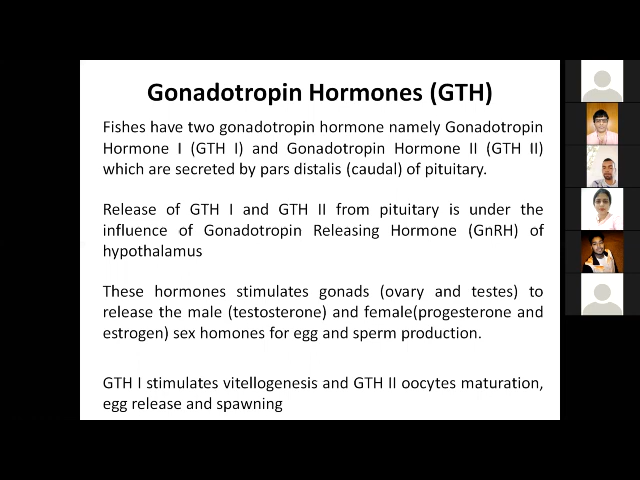 Gonadotropin Hormones (GTH)
Fishes have two gonadotropin hormone namely Gonadotropin
Hormone I (GTH I) and Gonadotropin Hormone II (GTH II)
which are secreted by pars distalis (caudal) of pituitary.
Release of GTH I and GTH II from pituitary is under the
influence of Gonadotropin Releasing Hormone (GnRH) of
hypothalamus
These hormones stimulates gonads (ovary and testes) to
release the male (testosterone) and female(progesterone and
estrogen) sex homones for egg and sperm production.
GTH I stimulates vitellogenesis and GTH II oocytes maturation,
egg release and spawning